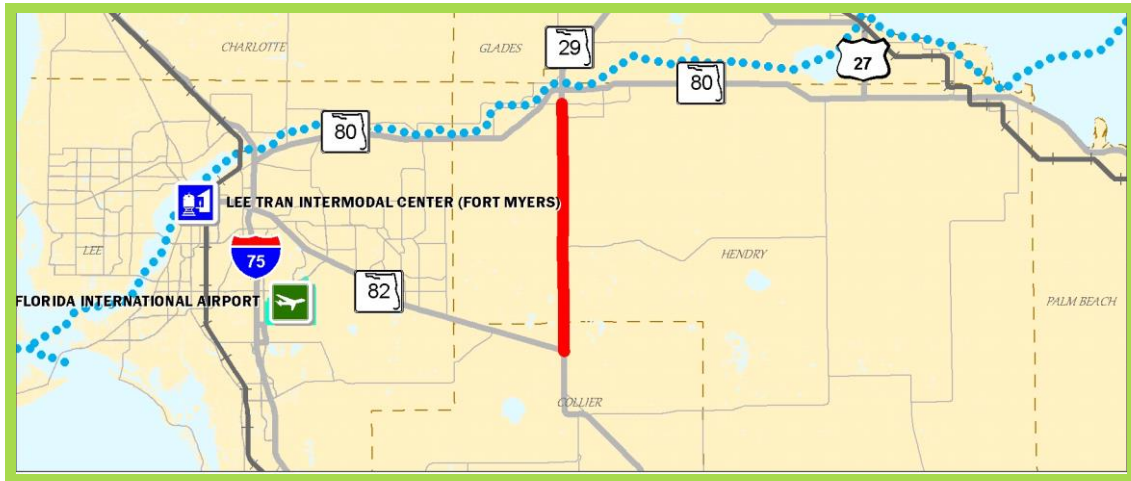 CHARLOTTE
GLADES
29
27
80
80
LEE TRAN INTERMODAL CENTER (FORT MYERS)
LEE
75
HENDRY
82
FLORIDA INTERNATIONAL AIRPORT
PALM BEACH
COLLIER